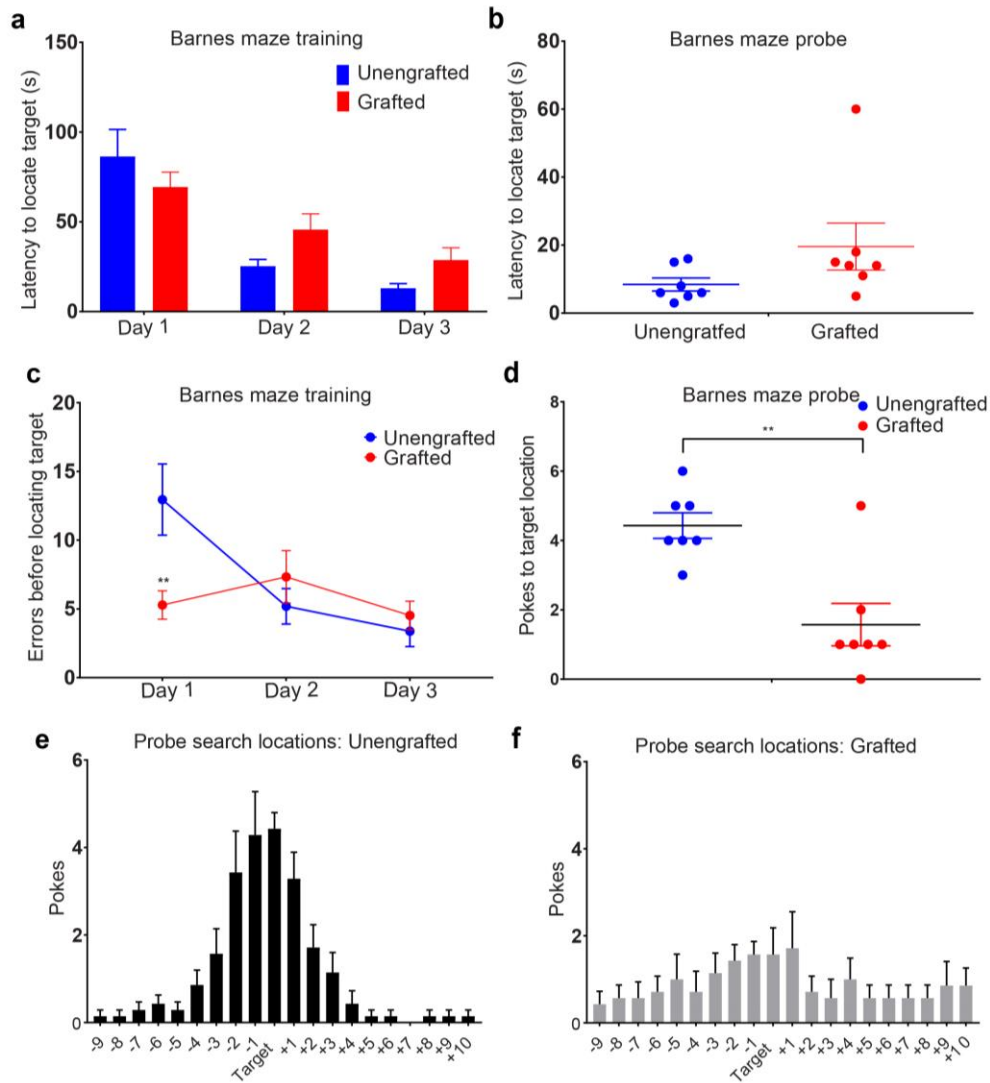 a
Barnes maze training
Latency to locate target (s)
150
100
50
0
Unengrafted
Grafted
Day 1
Day 2
Day 3
b
Barnes maze probe
Latency to locate target (s)
80
60
40
20
0
Unengratfed
Grafted
c
Barnes maze training
Errors before locating target
20
15
10
5
0
Unengrafted
Grafted
**
Day 1
Day 2
Day 3
d
Barnes maze probe
Pokes to target location
8
6
4
2
0
Unengrafted
Grafted
**
e
Probe search locations: Unengrafted
Pokes
6
4
2
0
-9
-8
-7
-6
-5
-4
-3
-2
-1
Target
+1
+2
+3
+4
+5
+6
+7
+8
+9
+10
f
Probe search locations: Grafted
Pokes
6
4
2
0
-9
-8
-7
-6
-5
-4
-3
-2
-1
Target
+1
+2
+3
+4
+5
+6
+7
+8
+9
+10